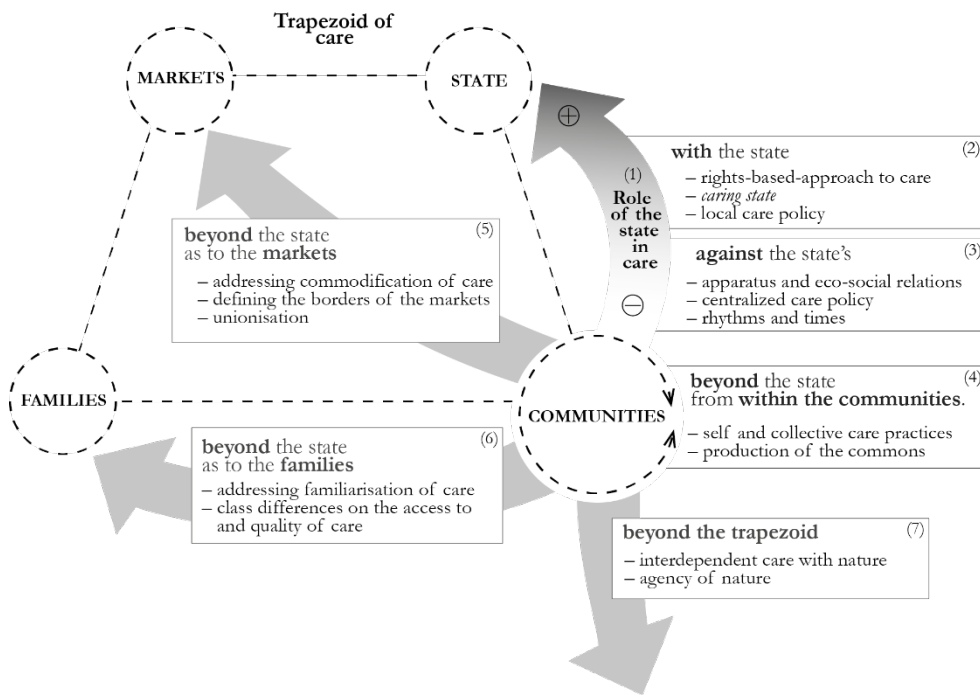 Trapezoid of
care
MARKETS
STATE
(1)
Role
of the
state in
care
(2)
with the state
– rights-based-approach to care
– caring state
– local care policy
(3)
against the state's
– apparatus and eco-social relations
– centralized care policy
– rhythms and times
(5)
beyond the state
as to the markets
– addressing commodification of care
– defining the borders of the markets
– unionisation
FAMILIES
COMMUNITIES
(4)
beyond the state
from within the communities.
– self and collective care practices
– production of the commons
(6)
beyond the state
as to the families
– addressing familiarisation of care
– class differences on the access to
and quality of care
(7)
beyond the trapezoid
– interdependent care with nature
– agency of nature